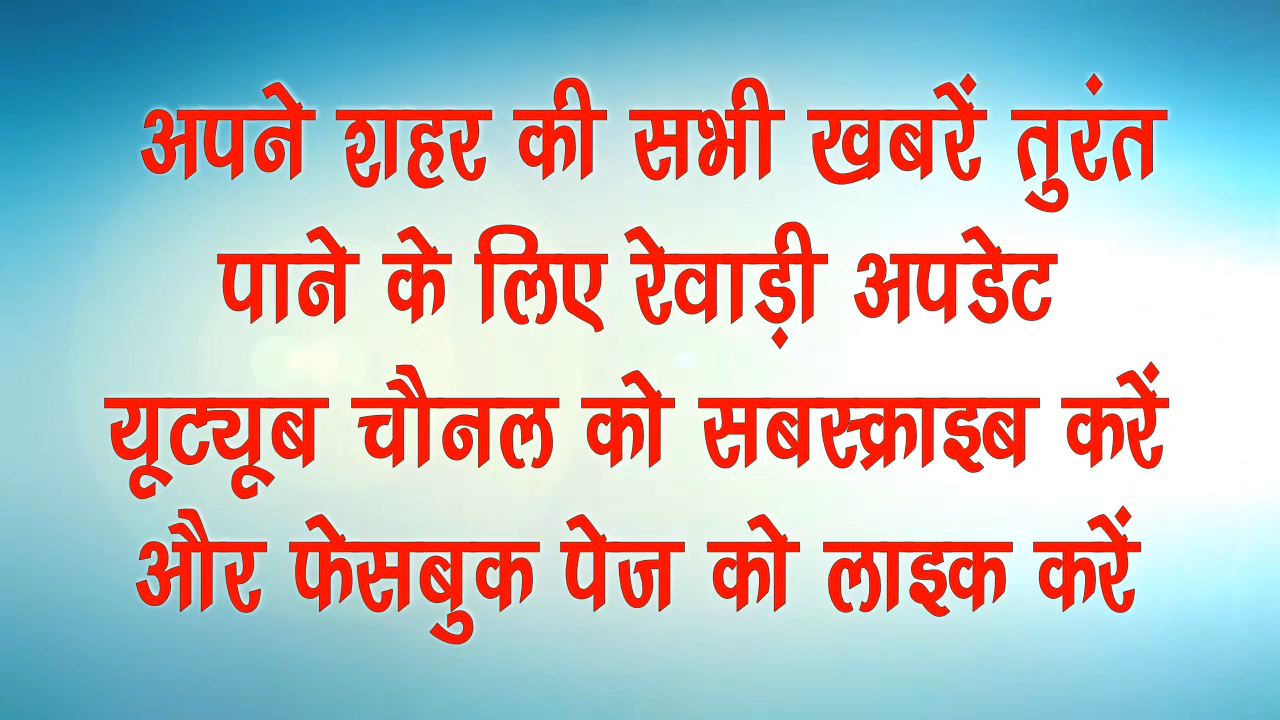 अपने शहर की सभी खबरें तुरंत
पाने के लिए रेवाड़ी अपडेट
यूट्यूब चौनल को सबस्क्राइब करें
और फेसबुक पेज को लाइक करें